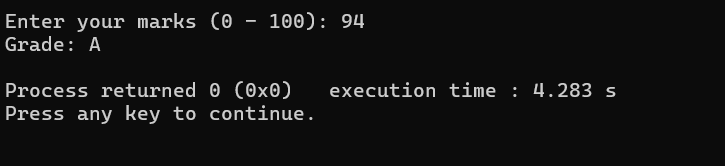 Enter your marks (0 - 100): 94
Grade: A
Process returned 0 (0x0)   execution time : 4.283 s
Press any key to continue.